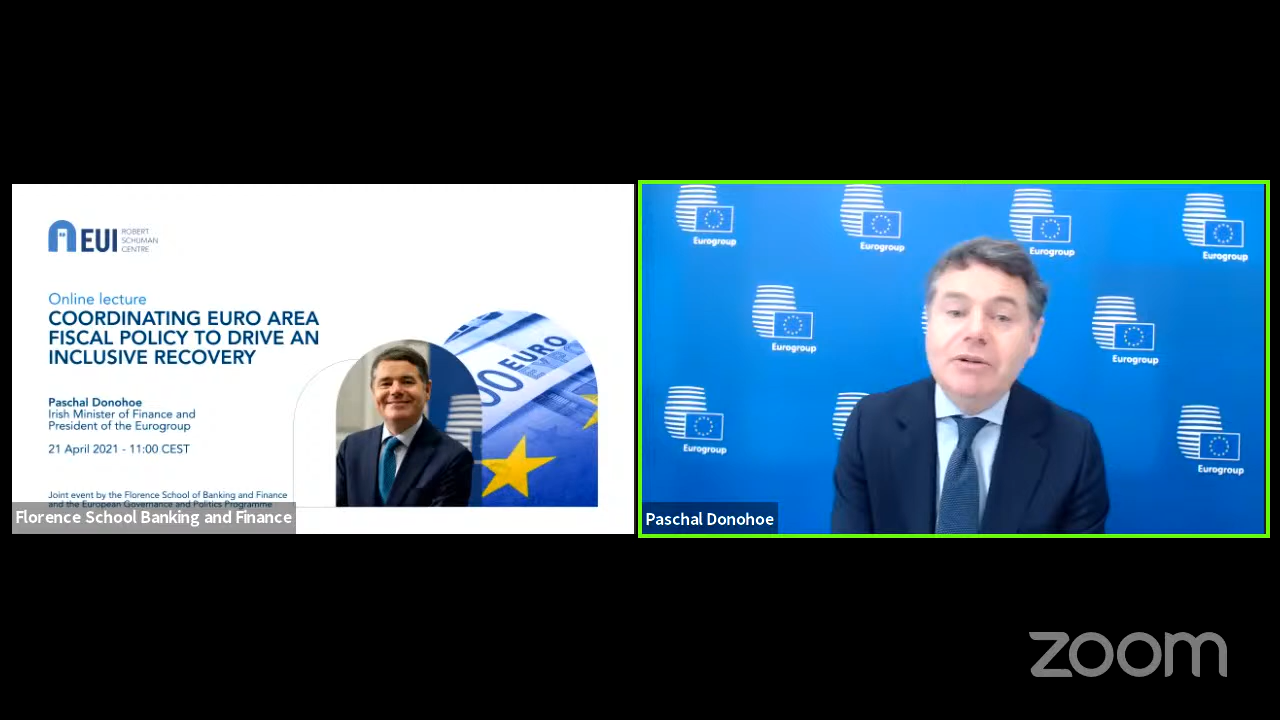 EUI
ROBERT
SCHUMAN
CENTRE
Online lecture
COORDINATING EURO AREA
FISCAL POLICY TO DRIVE AN
INCLUSIVE RECOVERY
Paschal Donohoe
Irish Minister of Finance and
President of the Eurogroup
21 April 2021 - 11:00 CEST
Joint event by the Florence School of Banking and Finance
and the European Governance and Politics Programme
Florence School Banking and Finance
00 EURO
Eurogroup
Eurogroup
Eurogroup
Eurogroup
Eurogroup
Eurogroup
Eurogroup
Eurogroup
Paschal Donohoe
zoom